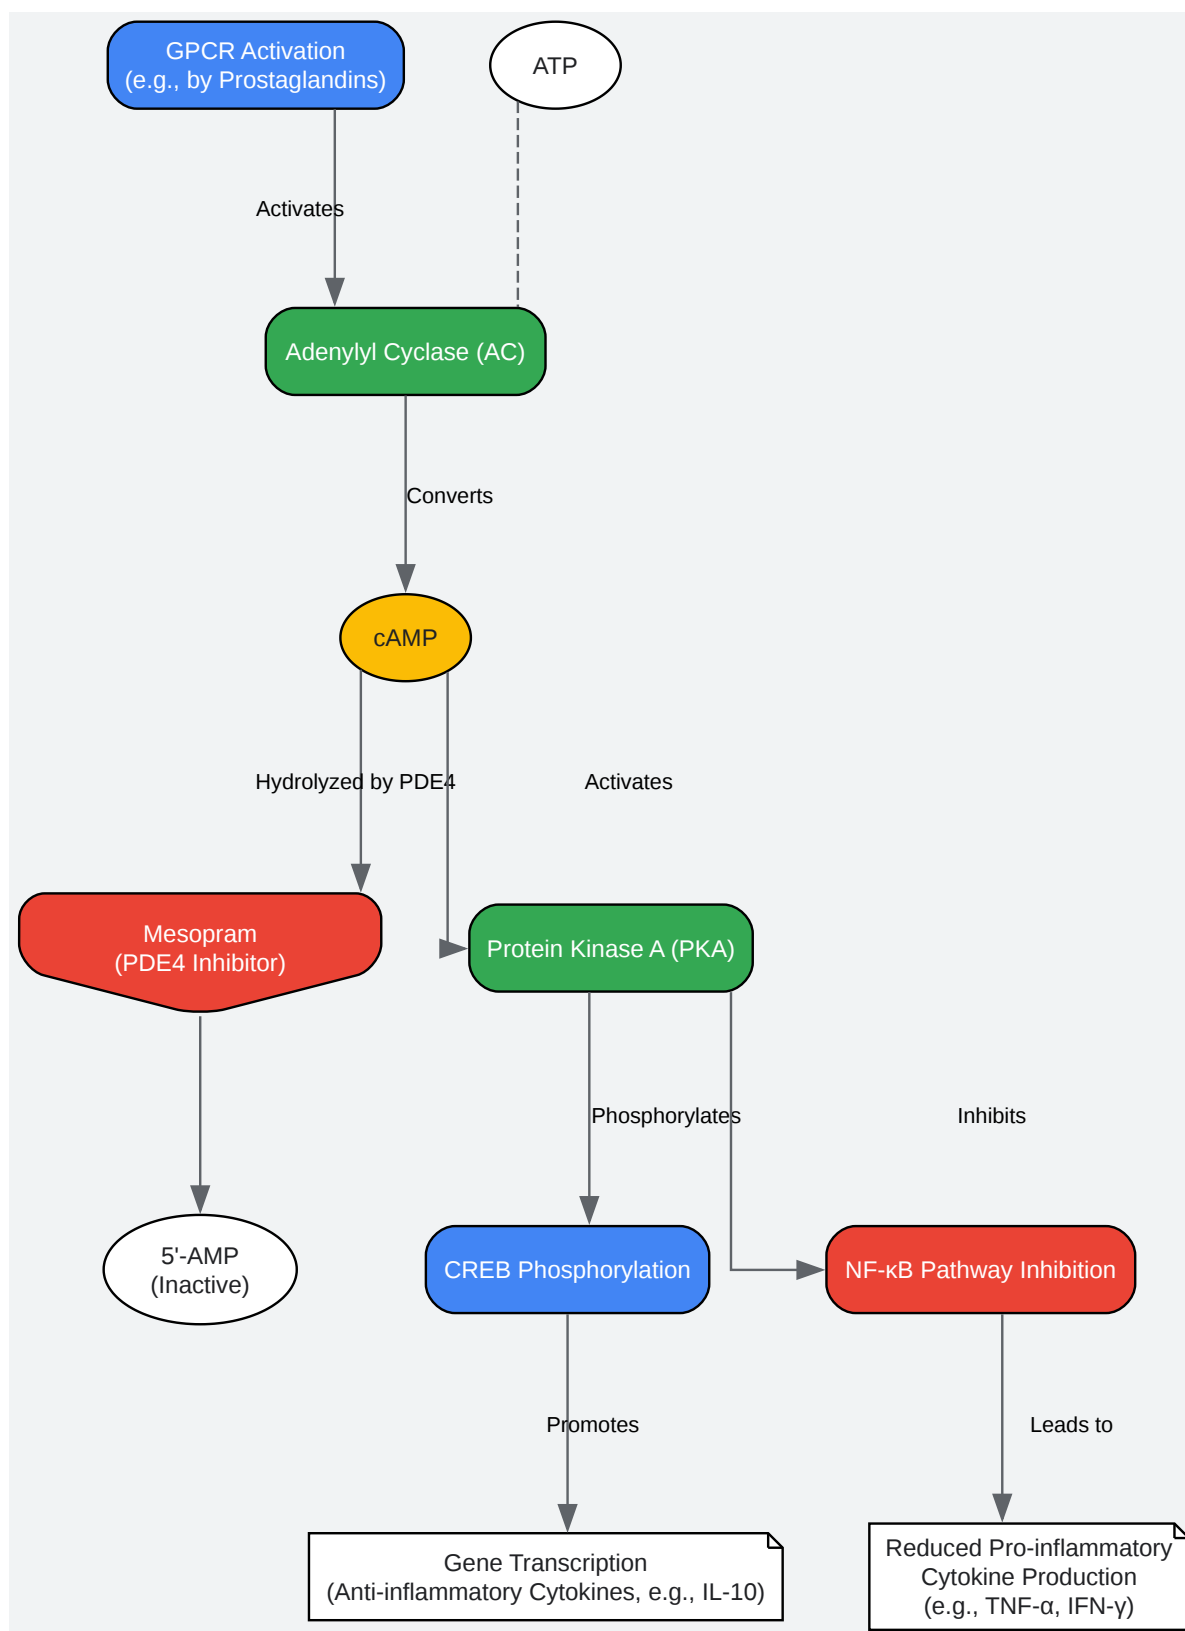 GPCR Activation
(e.g., by Prostaglandins)
ATP
Activates
Adenylyl Cyclase (AC)
Converts
cAMP
Hydrolyzed by PDE4
Activates
Mesopram
(PDE4 Inhibitor)
Protein Kinase A (PKA)
Phosphorylates
Inhibits
5'-AMP
(Inactive)
CREB Phosphorylation
NF-κB Pathway Inhibition
Promotes
Leads to
Gene Transcription
(Anti-inflammatory Cytokines, e.g., IL-10)
Reduced Pro-inflammatory
Cytokine Production
(e.g., TNF-α, IFN-γ)